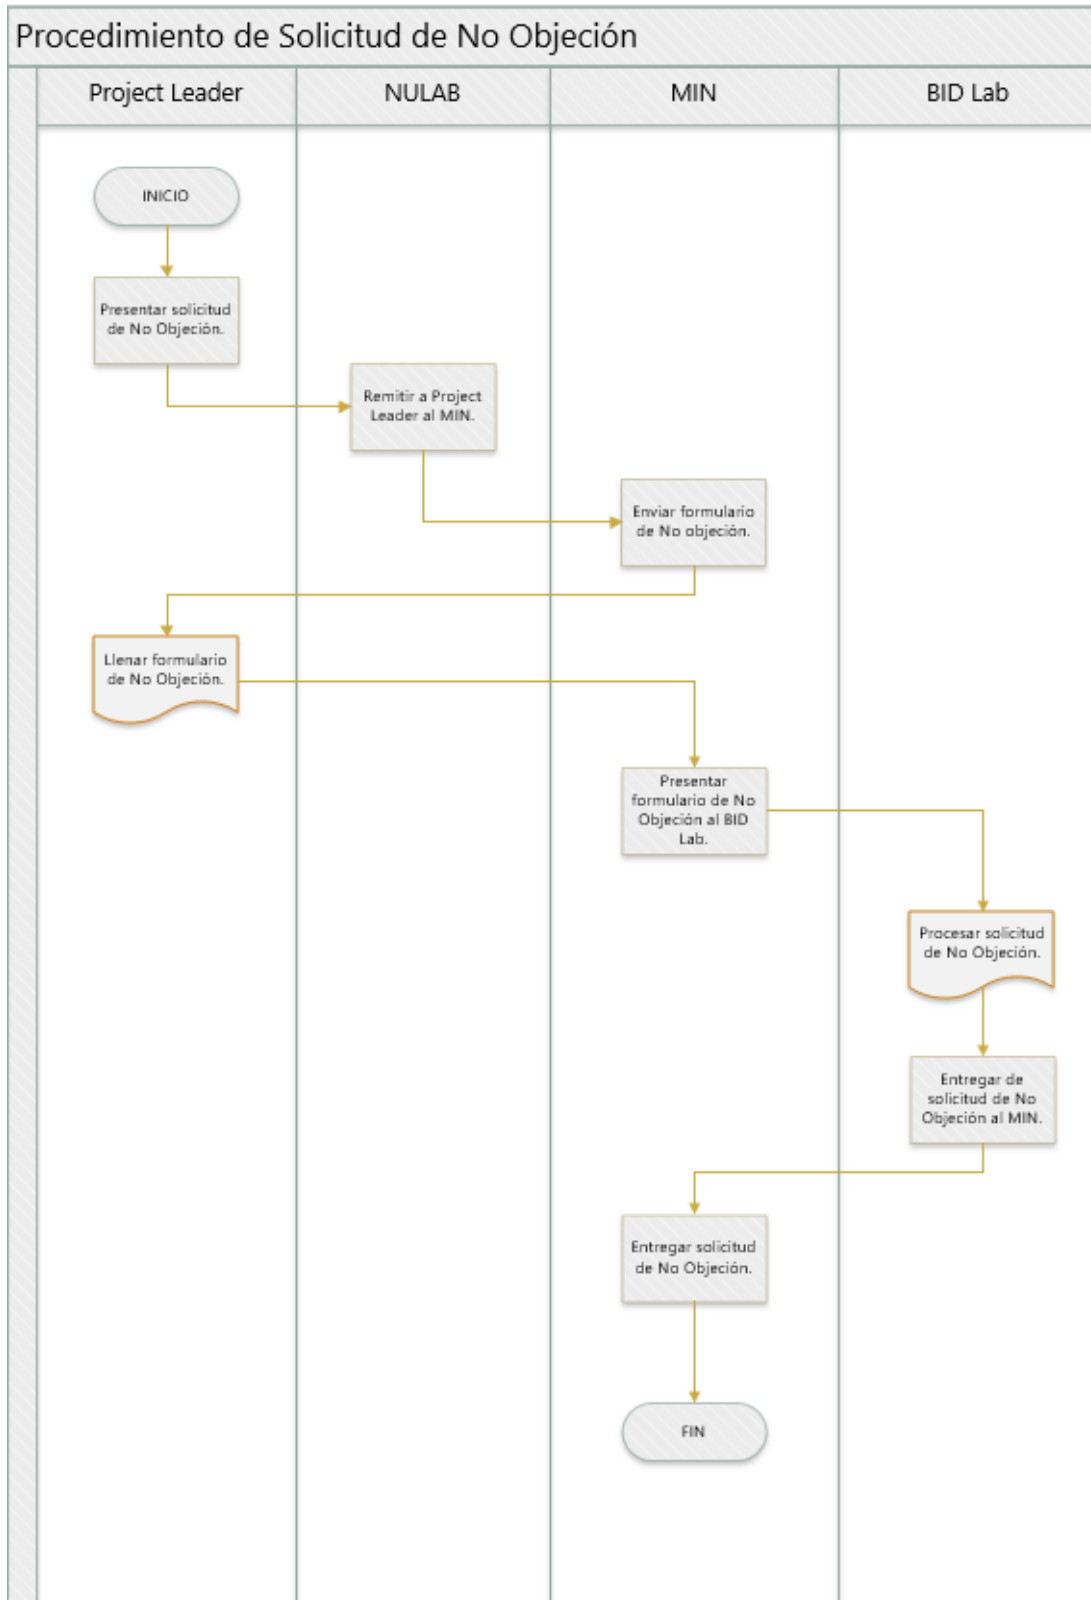 Procedimiento de Solicitud de No Objeción
Project Leader
NULAB
MIN
BID Lab
INICIO
Presentar solicitud
de No Objeción.
Remitir a Project
Leader al MIN.
Enviar formulario
de No objeción.
Llenar formulario
de No Objeción.
Presentar
formulario de No
Objeción al BID
Lab.
Procesar solicitud
de No Objeción.
Entregar de
solicitud de No
Objeción al MIN.
Entregar solicitud
de No Objeción.
FIN